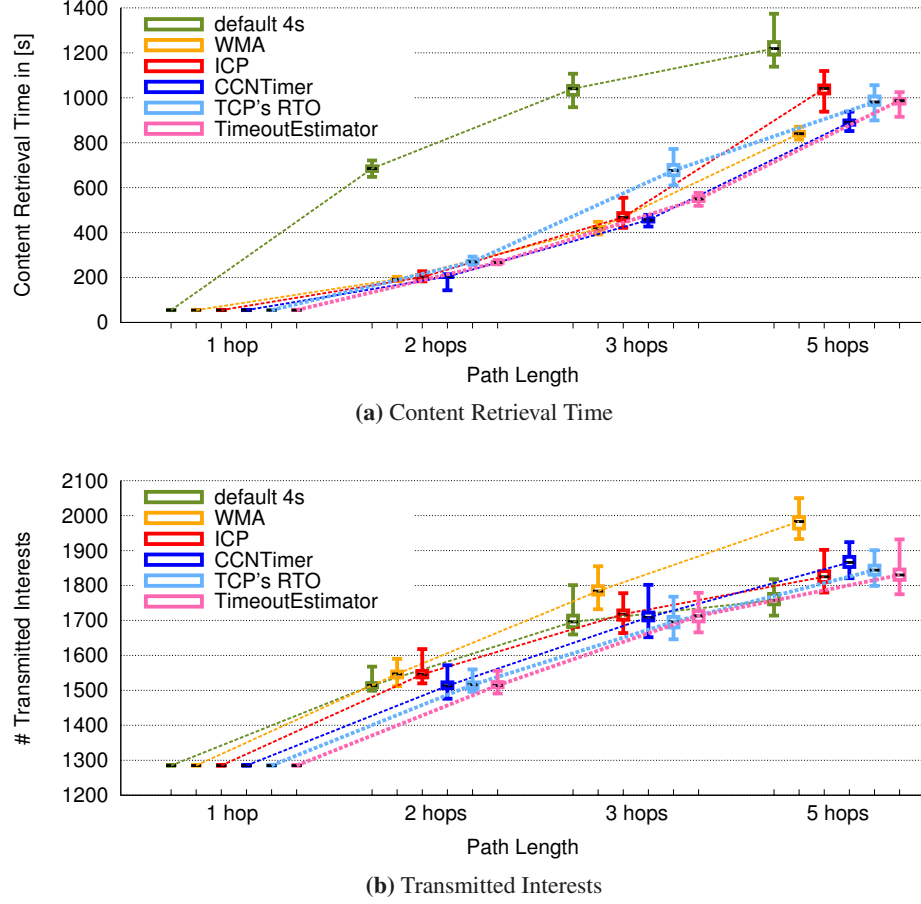 Content Retrieval Time in [s]
1400
1200
1000
800
600
400
200
0
default 4s
WMA
ICP
CCNTimer
TCP's RTO
TimeoutEstimator
1 hop 2 hops 3 hops 5 hops
Path Length
(a) Content Retrieval Time
# Transmitted Interests
2100
2000
1900
1800
1700
1600
1500
1400
1300
1200
default 4s
WMA
ICP
CCNTimer
TCP's RTO
TimeoutEstimator
1 hop 2 hops 3 hops 5 hops
Path Length
(b) Transmitted Interests